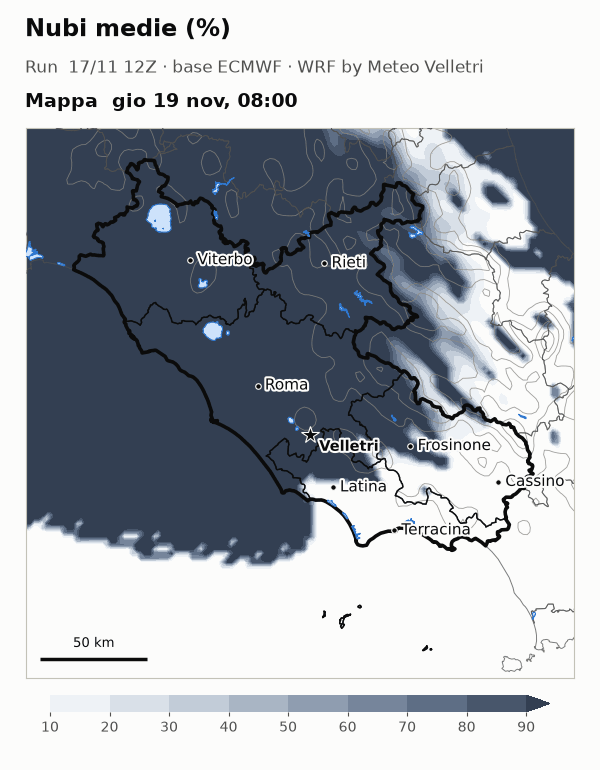 Nubi medie (%)
Run 17/11 12Z · base ECMWF · WRF by Meteo Velletri
Mappa gio 19 nov, 08:00
Viterbo
Rieti
Roma
Velletri
Frosinone
Latina
Cassino
Terracina
50 km
10 20 30 40 50 60 70 80 90